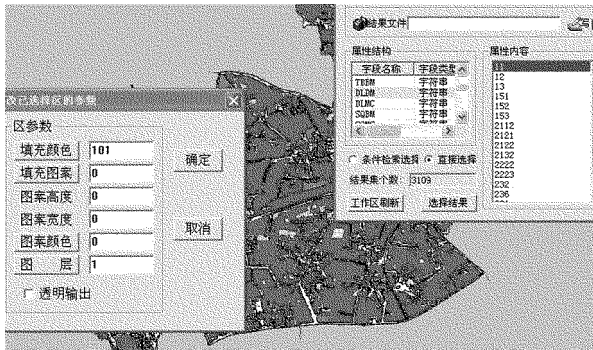 改已选择区的参数
区参数
填充颜色 101
填充图案 0
图案高度 0
图案宽度 0
图案颜色 0
图 层 1
透明输出
确定
取消
结果文件
属性结构
字段名称 字段类型
TBBM 字符串
DLDM 字符串
DLMC 字符串
SQBM 字符串
条件检索选择 直接选择
结果集个数 3109
工作区刷新 选择结果
属性内容
11
12
13
151
152
153
2112
2121
2122
2132
2222
2223
232
236